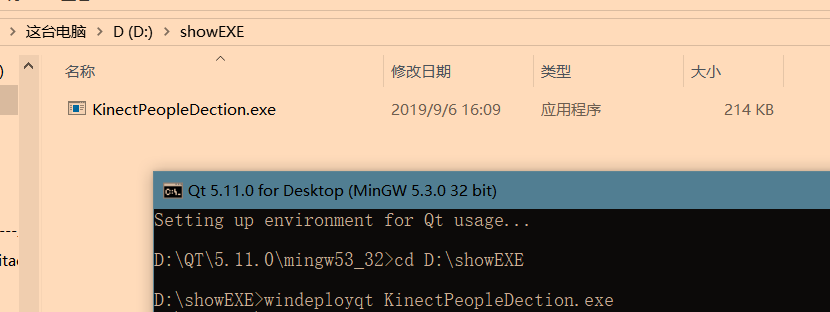 这台电脑 > D (D:) > showEXE
名称 修改日期 类型 大小
KinectPeopleDection.exe 2019/9/6 16:09 应用程序 214 KB
Qt 5.11.0 for Desktop (MinGW 5.3.0 32 bit)
Setting up environment for Qt usage...
D:\QT\5.11.0\mingw53_32>cd D:\showEXE
itac
D:\showEXE>windeployqt KinectPeopleDection.exe